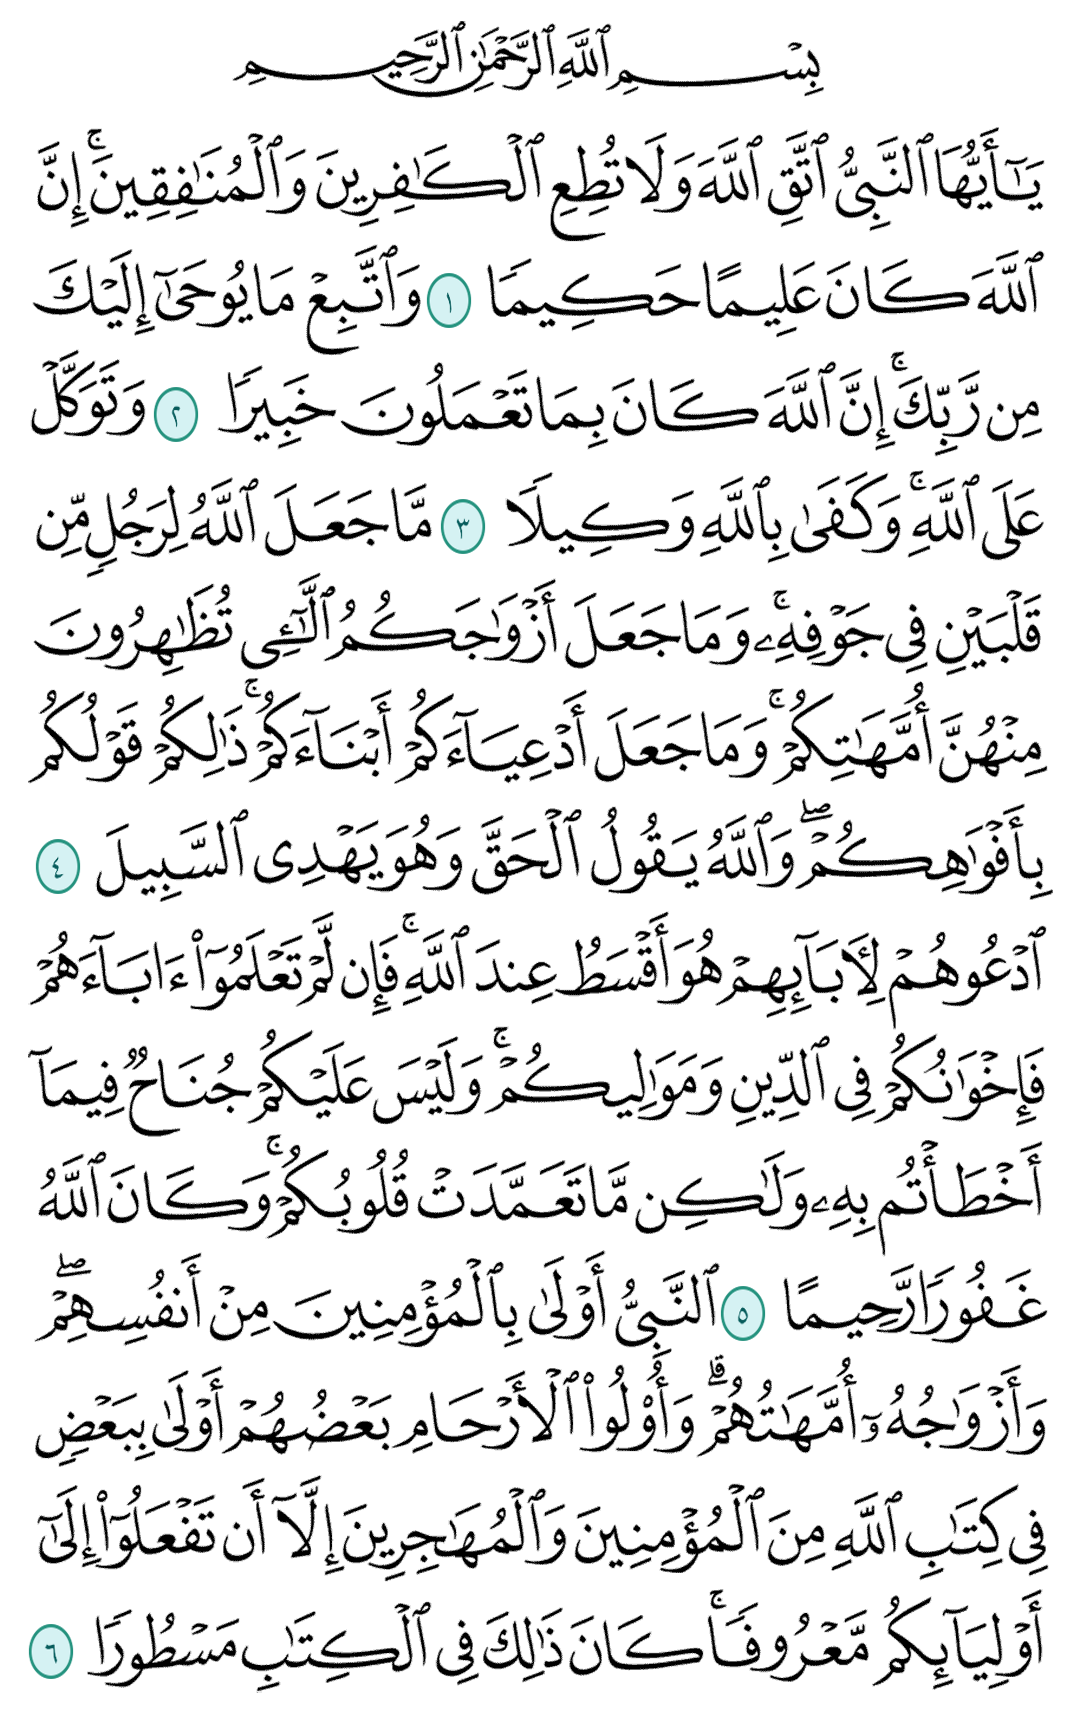 بِسۡمِ ٱللَّهِ ٱلرَّحۡمَٰنِ ٱلرَّحِيمِ
يَٰٓأَيُّهَا ٱلنَّبِيُّ ٱتَّقِ ٱللَّهَ وَلَا تُطِعِ ٱلۡكَٰفِرِينَ وَٱلۡمُنَٰفِقِينَۚ إِنَّ
ٱللَّهَ كَانَ عَلِيمًا حَكِيمٗا ١ وَٱتَّبِعۡ مَا يُوحَىٰٓ إِلَيۡكَ
مِن رَّبِّكَۚ إِنَّ ٱللَّهَ كَانَ بِمَا تَعۡمَلُونَ خَبِيرٗا ٢ وَتَوَكَّلۡ
عَلَى ٱللَّهِۚ وَكَفَىٰ بِٱللَّهِ وَكِيلٗا ٣ مَّا جَعَلَ ٱللَّهُ لِرَجُلٖ مِّن
قَلۡبَيۡنِ فِي جَوۡفِهِۦۚ وَمَا جَعَلَ أَزۡوَٰجَكُمُ ٱلَّٰٓـِٔي تُظَٰهِرُونَ
مِنۡهُنَّ أُمَّهَٰتِكُمۡۚ وَمَا جَعَلَ أَدۡعِيَآءَكُمۡ أَبۡنَآءَكُمۡۚ ذَٰلِكُمۡ قَوۡلُكُم
بِأَفۡوَٰهِكُمۡۖ وَٱللَّهُ يَقُولُ ٱلۡحَقَّ وَهُوَ يَهۡدِي ٱلسَّبِيلَ ٤
ٱدۡعُوهُمۡ لِأٓبَآئِهِمۡ هُوَ أَقۡسَطُ عِندَ ٱللَّهِۚ فَإِن لَّمۡ تَعۡلَمُوٓاْ ءَابَآءَهُمۡ
فَإِخۡوَٰنُكُمۡ فِي ٱلدِّينِ وَمَوَٰلِيكُمۡۚ وَلَيۡسَ عَلَيۡكُمۡ جُنَاحٞ فِيمَآ
أَخۡطَأۡتُم بِهِۦ وَلَٰكِن مَّا تَعَمَّدَتۡ قُلُوبُكُمۡۚ وَكَانَ ٱللَّهُ
غَفُورٗا رَّحِيمًا ٥ ٱلنَّبِيُّ أَوۡلَىٰ بِٱلۡمُؤۡمِنِينَ مِنۡ أَنفُسِهِمۡۖ
وَأَزۡوَٰجُهُۥٓ أُمَّهَٰتُهُمۡۗ وَأُوْلُواْ ٱلۡأَرۡحَامِ بَعۡضُهُمۡ أَوۡلَىٰ بِبَعۡضٖ
فِي كِتَٰبِ ٱللَّهِ مِنَ ٱلۡمُؤۡمِنِينَ وَٱلۡمُهَٰجِرِينَ إِلَّآ أَن تَفۡعَلُوٓاْ إِلَىٰٓ
أَوۡلِيَآئِكُم مَّعۡرُوفٗاۚ كَانَ ذَٰلِكَ فِي ٱلۡكِتَٰبِ مَسۡطُورٗا ٦